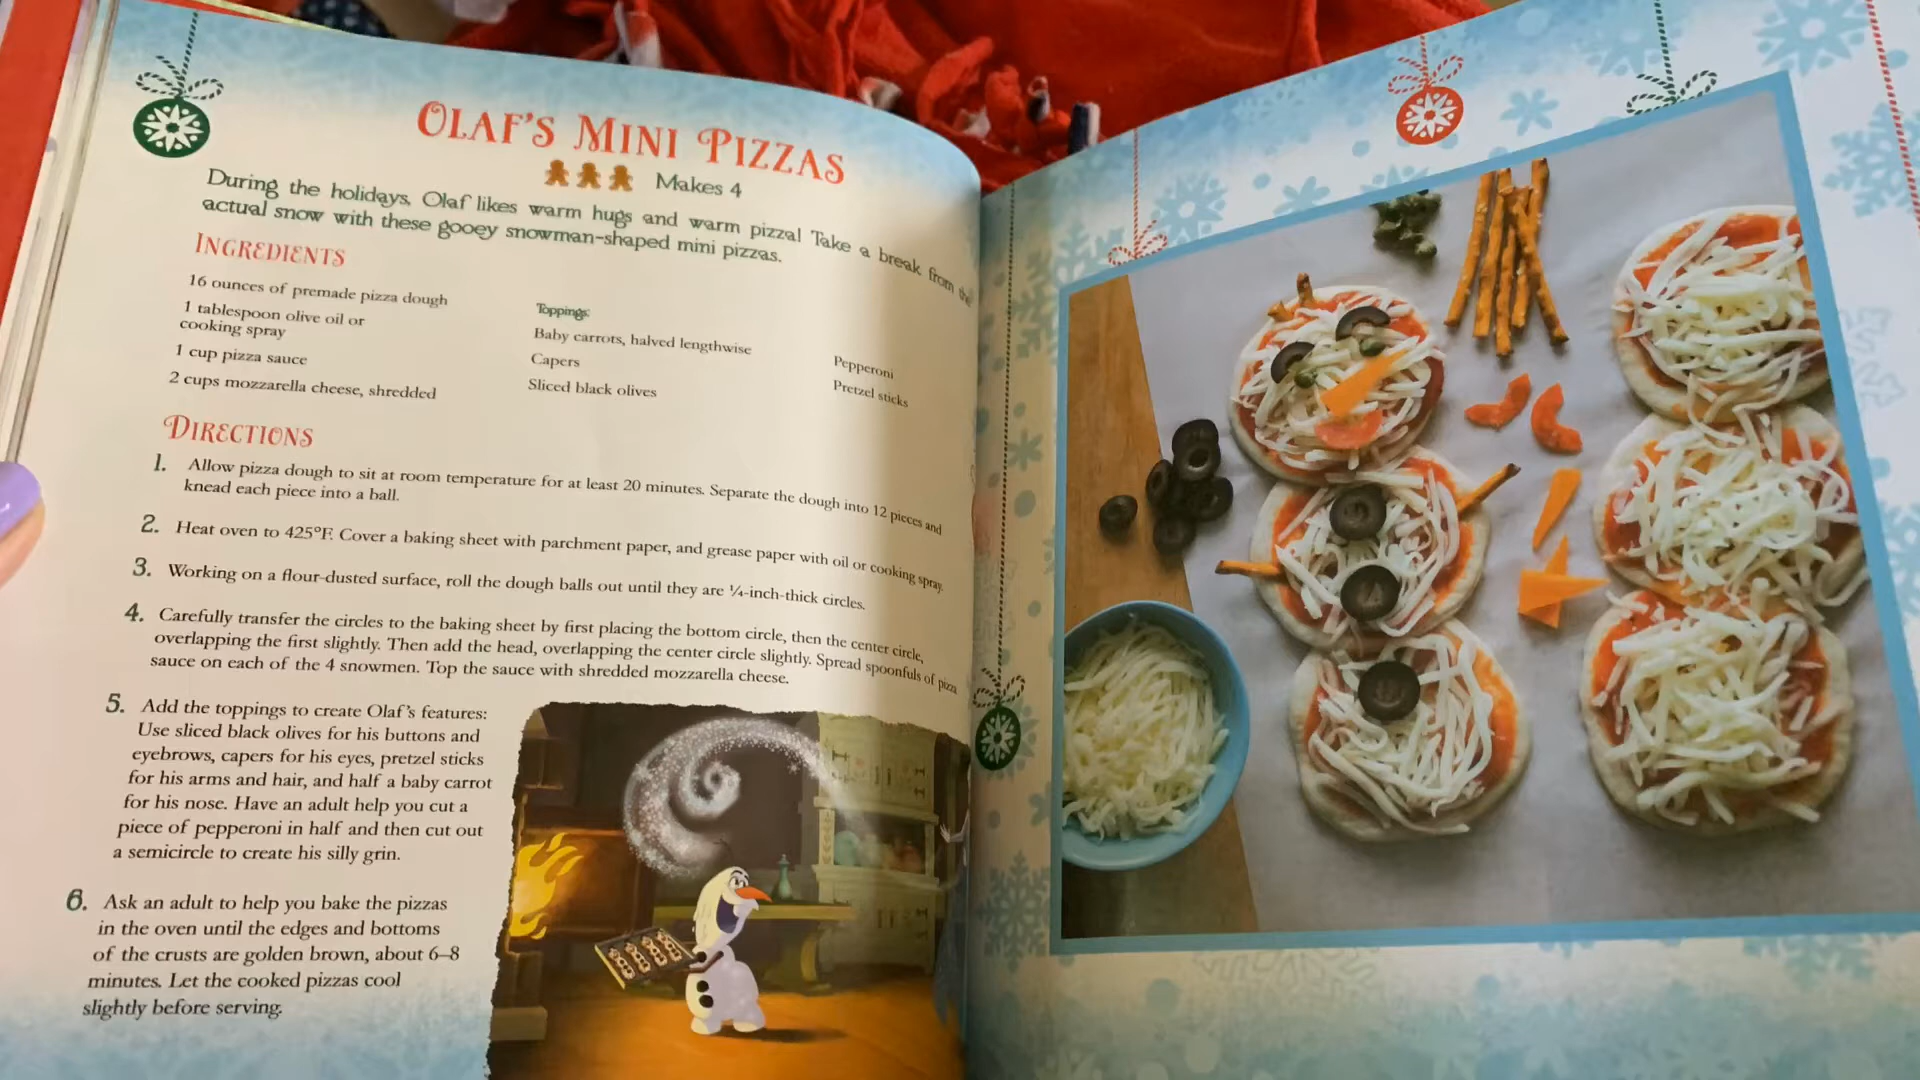 OLAF'S MINI PIZZAS
Makes 4
During the holidays, Olaf likes warm hugs and warm pizza! Take a break from the
actual snow with these gooey snowman-shaped mini pizzas.
INGREDIENTS
16 ounces of premade pizza dough
1 tablespoon olive oil or
cooking spray
1 cup pizza sauce
2 cups mozzarella cheese, shredded
Toppings:
Baby carrots, halved lengthwise
Capers
Sliced black olives
Pepperoni
Pretzel sticks
DIRECTIONS
1. Allow pizza dough to sit at room temperature for at least 20 minutes. Separate the dough into 12 pieces and
knead each piece into a ball.
2. Heat oven to 425°F. Cover a baking sheet with parchment paper, and grease paper with oil or cooking spray.
3. Working on a flour-dusted surface, roll the dough balls out until they are ¼-inch-thick circles.
4. Carefully transfer the circles to the baking sheet by first placing the bottom circle, then the center circle,
overlapping the first slightly. Then add the head, overlapping the center circle slightly. Spread spoonfuls of pizza
sauce on each of the 4 snowmen. Top the sauce with shredded mozzarella cheese.
5. Add the toppings to create Olaf's features:
Use sliced black olives for his buttons and
eyebrows, capers for his eyes, pretzel sticks
for his arms and hair, and half a baby carrot
for his nose. Have an adult help you cut a
piece of pepperoni in half and then cut out
a semicircle to create his silly grin.
6. Ask an adult to help you bake the pizzas
in the oven until the edges and bottoms
of the crusts are golden brown, about 6–8
minutes. Let the cooked pizzas cool
slightly before serving.